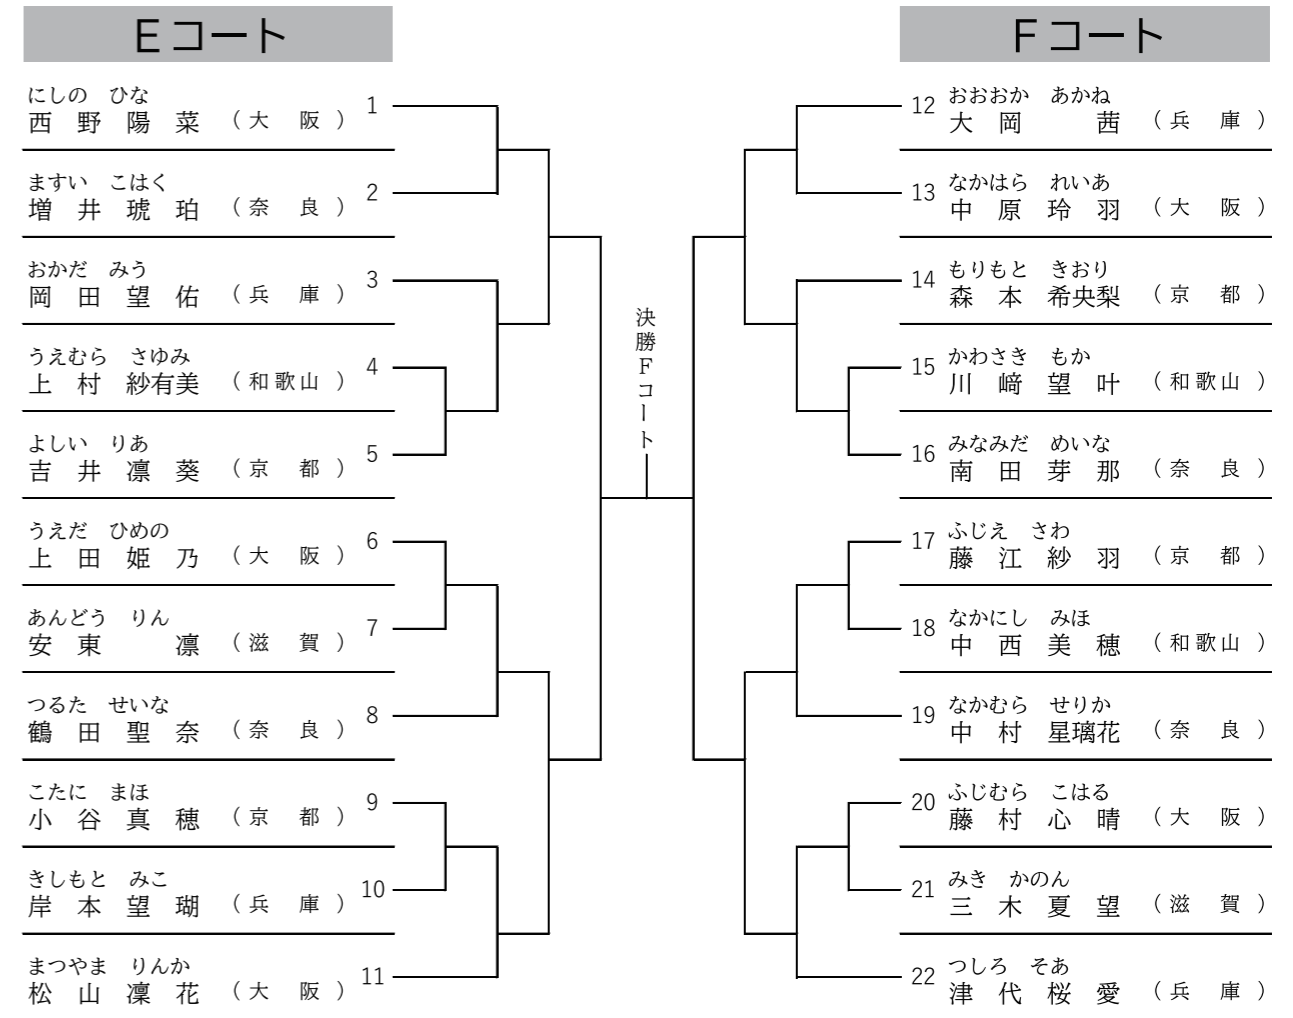 Eコート
にしの ひな
西野陽菜 (大 阪) 1
ますい こはく
増井琥珀 (奈 良) 2
おかだ みう
岡田望佑 (兵 庫) 3
うえむら さゆみ
上村紗有美 (和歌山) 4
よしい りあ
吉井凛葵 (京 都) 5
うえだ ひめの
上田姫乃 (大 阪) 6
あんどう りん
安東 凛 (滋 賀) 7
つるた せいな
鶴田聖奈 (奈 良) 8
こたに まほ
小谷真穂 (京 都) 9
きしもと みこ
岸本望瑚 (兵 庫) 10
まつやま りんか
松山凜花 (大 阪) 11
決勝Fコート
Fコート
おおおか あかね
12 大岡 茜 (兵 庫)
なかはら れいあ
13 中原玲羽 (大 阪)
もりもと きおり
14 森本希央梨 (京 都)
かわさき もか
15 川﨑望叶 (和歌山)
みなみだ めいな
16 南田芽那 (奈 良)
ふじえ さわ
17 藤江紗羽 (京 都)
なかにし みほ
18 中西美穂 (和歌山)
なかむら せりか
19 中村星璃花 (奈 良)
ふじむら こはる
20 藤村心晴 (大 阪)
みき かのん
21 三木夏望 (滋 賀)
つしろ そあ
22 津代桜愛 (兵 庫)